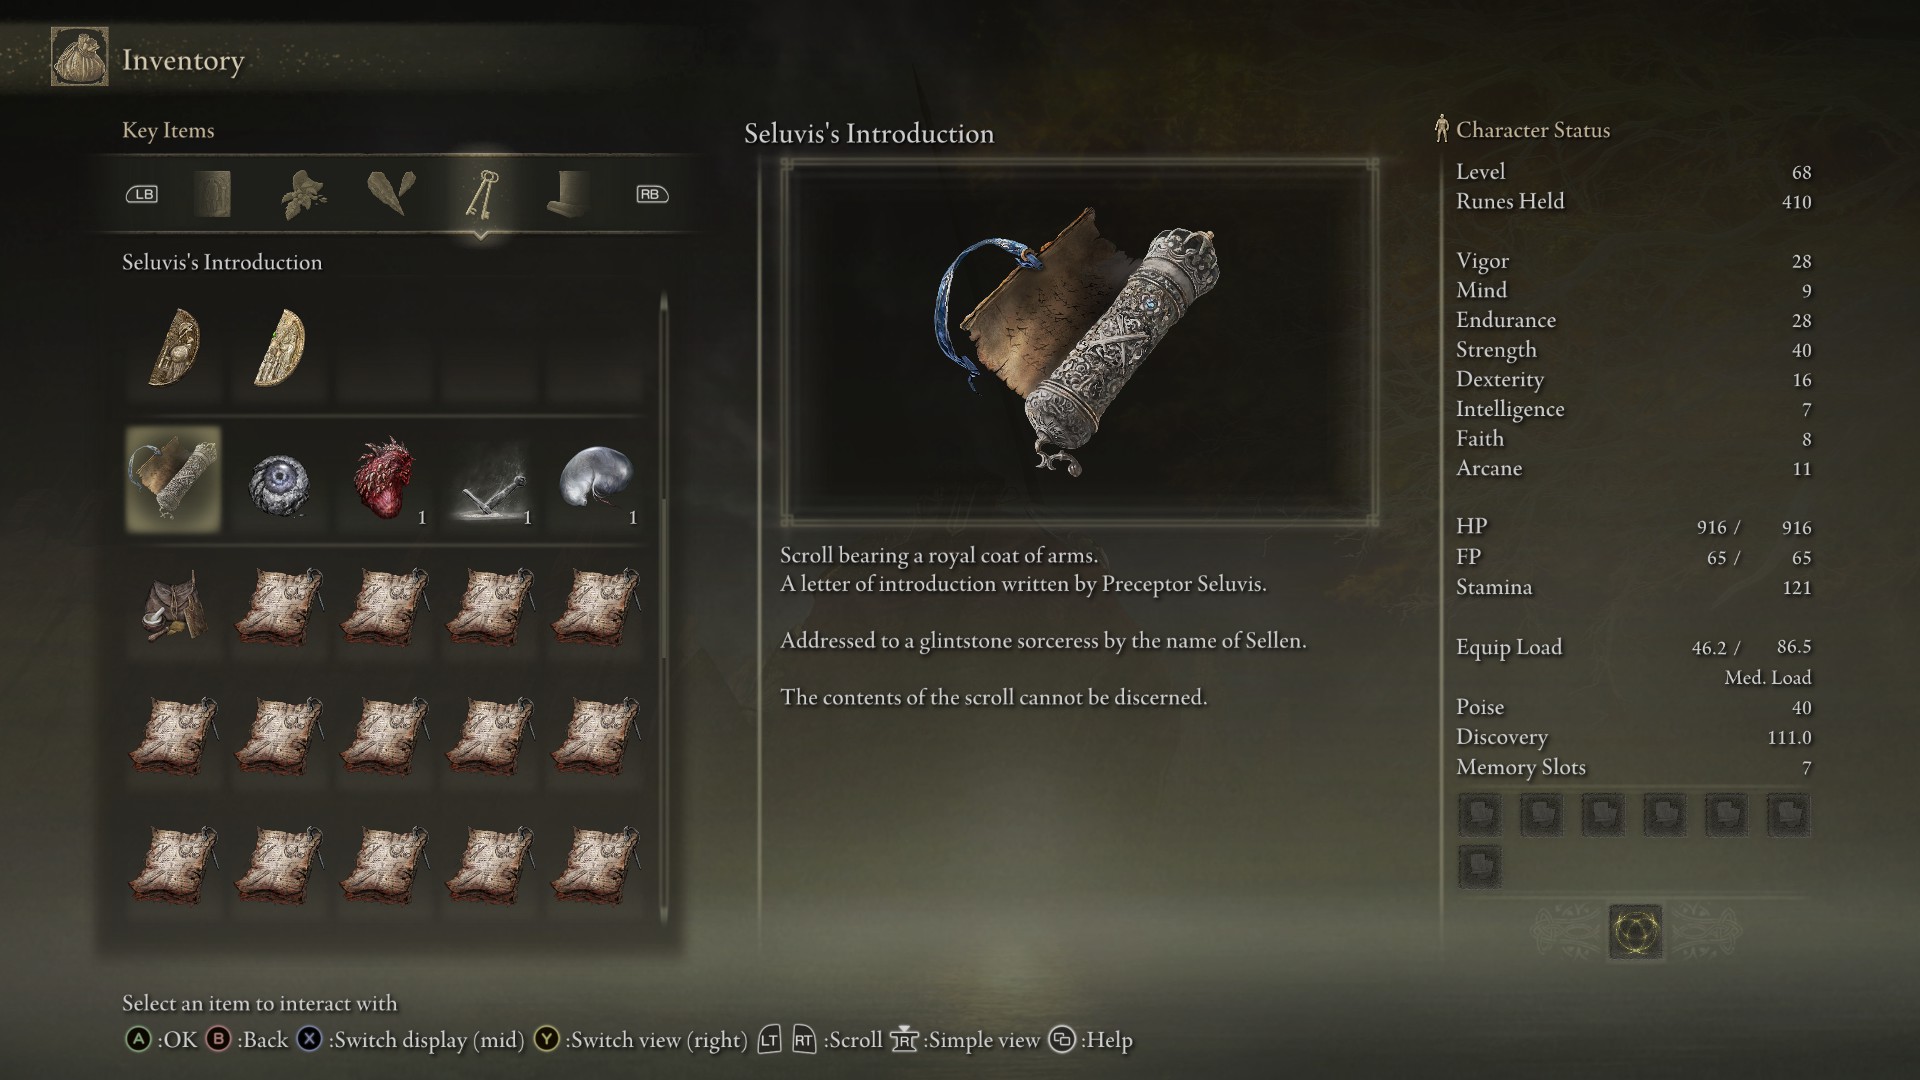 Inventory
Key Items
LB
RB
Seluvis's Introduction
1
1
1
Select an item to interact with
A :OK B :Back X :Switch display (mid) Y :Switch view (right) LT RT :Scroll R :Simple view :Help
Seluvis's Introduction
Scroll bearing a royal coat of arms.
A letter of introduction written by Preceptor Seluvis.
Addressed to a glintstone sorceress by the name of Sellen.
The contents of the scroll cannot be discerned.
Character Status
Level 68
Runes Held 410
Vigor 28
Mind 9
Endurance 28
Strength 40
Dexterity 16
Intelligence 7
Faith 8
Arcane 11
HP 916 / 916
FP 65 / 65
Stamina 121
Equip Load 46.2 / 86.5
Med. Load
Poise 40
Discovery 111.0
Memory Slots 7